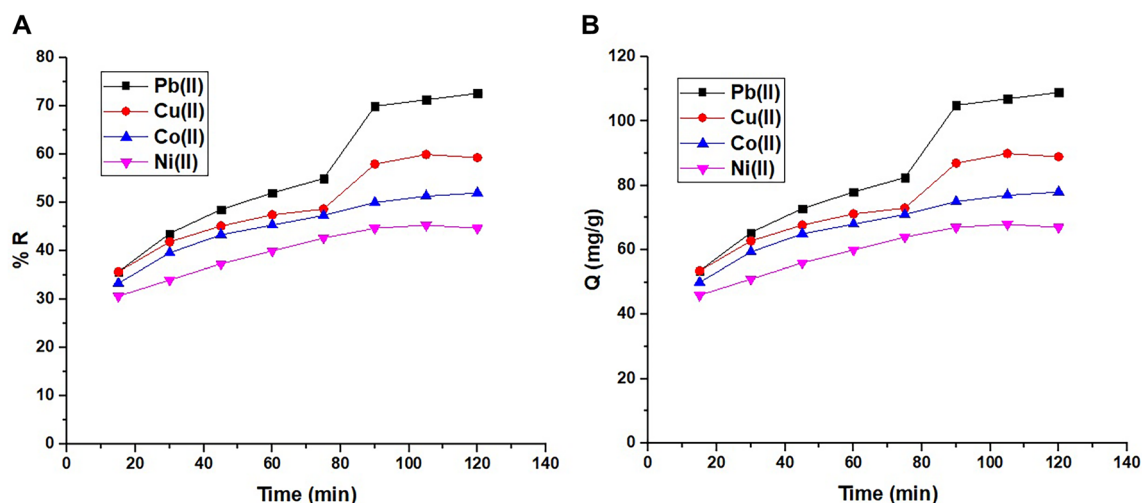 A
80
70
60
50
40
30
20
10
0
% R
Pb(II)
Cu(II)
Co(II)
Ni(II)
0 20 40 60 80 100 120 140
Time (min)
B
120
100
80
60
40
20
0
Q (mg/g)
Pb(II)
Cu(II)
Co(II)
Ni(II)
0 20 40 60 80 100 120 140
Time (min)